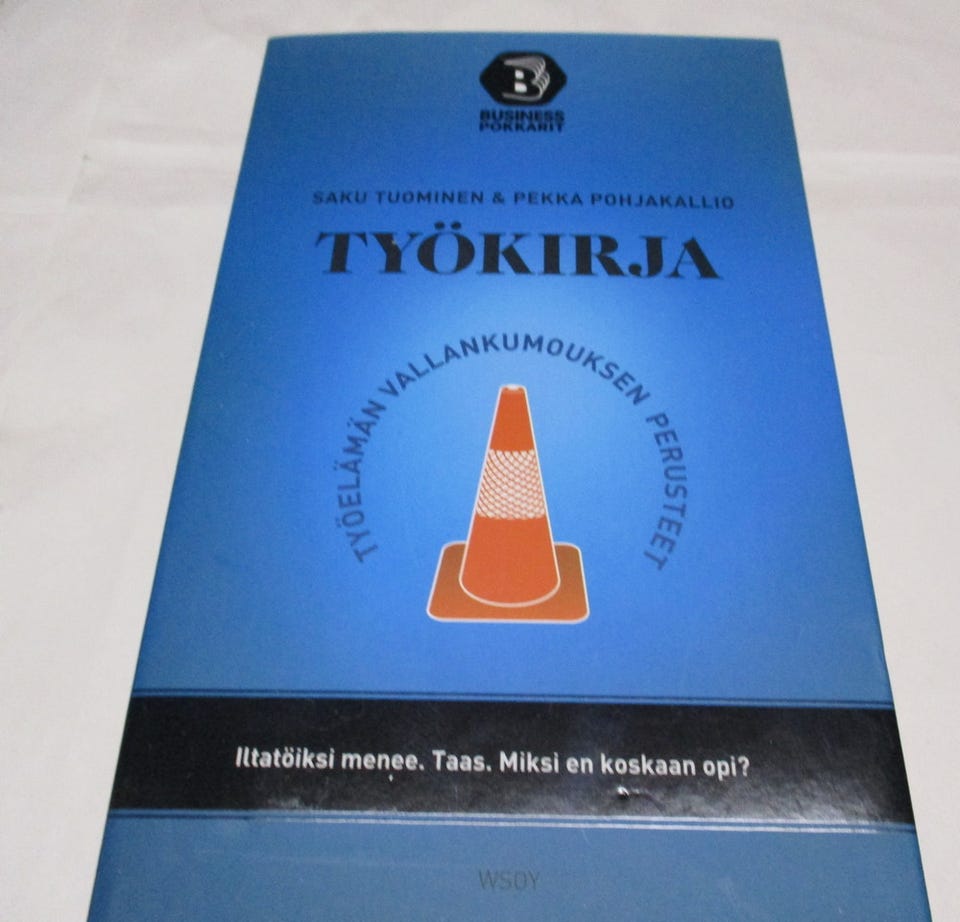 B
BUSINESS
POKKARIT
SAKU TUOMINEN & PEKKA POHJAKALLIO
TYÖKIRJA
TYÖELÄMÄN VALLANKUMOUKSEN PERUSTEET
Iltatöiksi menee. Taas. Miksi en koskaan opi?
WSOY